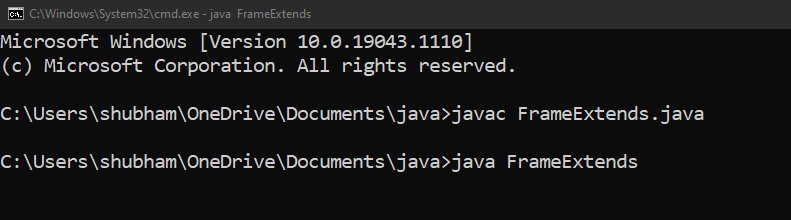 C:\Windows\System32\cmd.exe - java  FrameExtends
Microsoft Windows [Version 10.0.19043.1110]
(c) Microsoft Corporation. All rights reserved.
C:\Users\shubham\OneDrive\Documents\java>javac FrameExtends.java
C:\Users\shubham\OneDrive\Documents\java>java FrameExtends